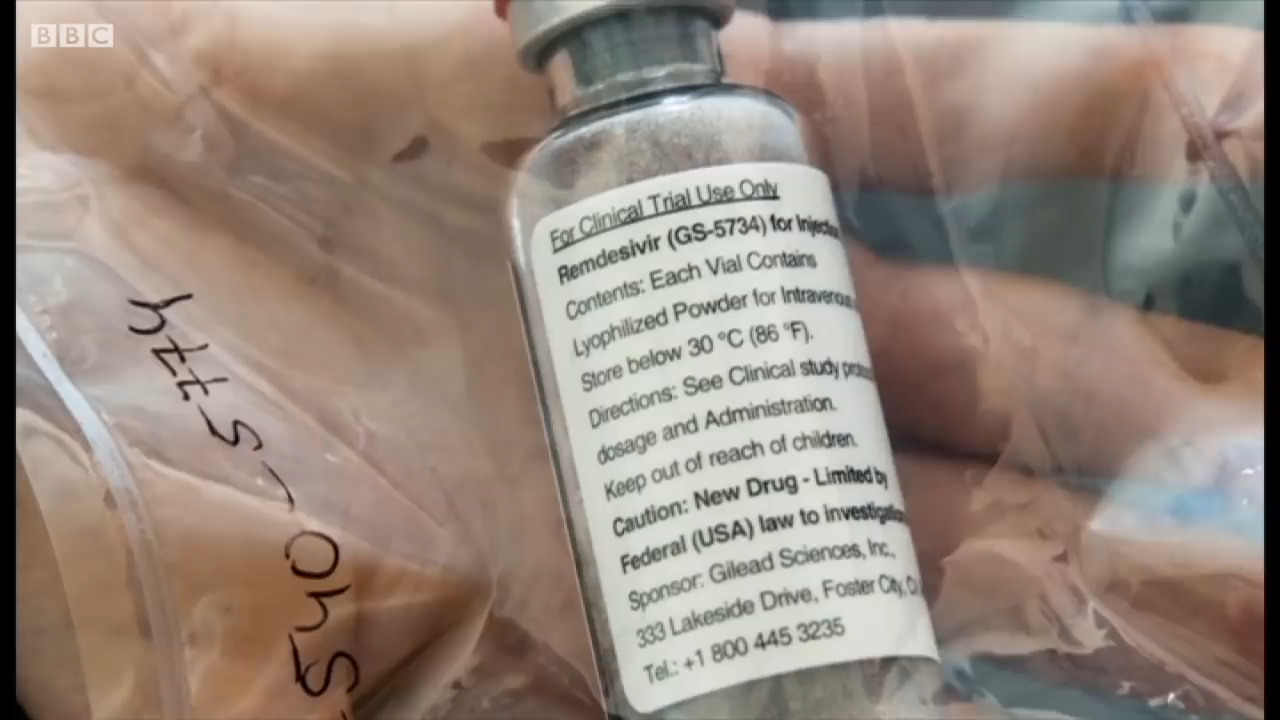 BBC
For Clinical Trial Use Only
Remdesivir (GS-5734) for
Contents: Each Vial Contains
Lyophilized Powder for
Store below 30 °C (86 °F).
Directions: See Clinical study
dosage and Administration.
Keep out of reach of children.
Caution: New Drug - Limited by
Federal (USA) law to
Sponsor: Gilead Sciences, Inc.,
333 Lakeside Drive, Foster City,
Tel.: +1 800 445 3235